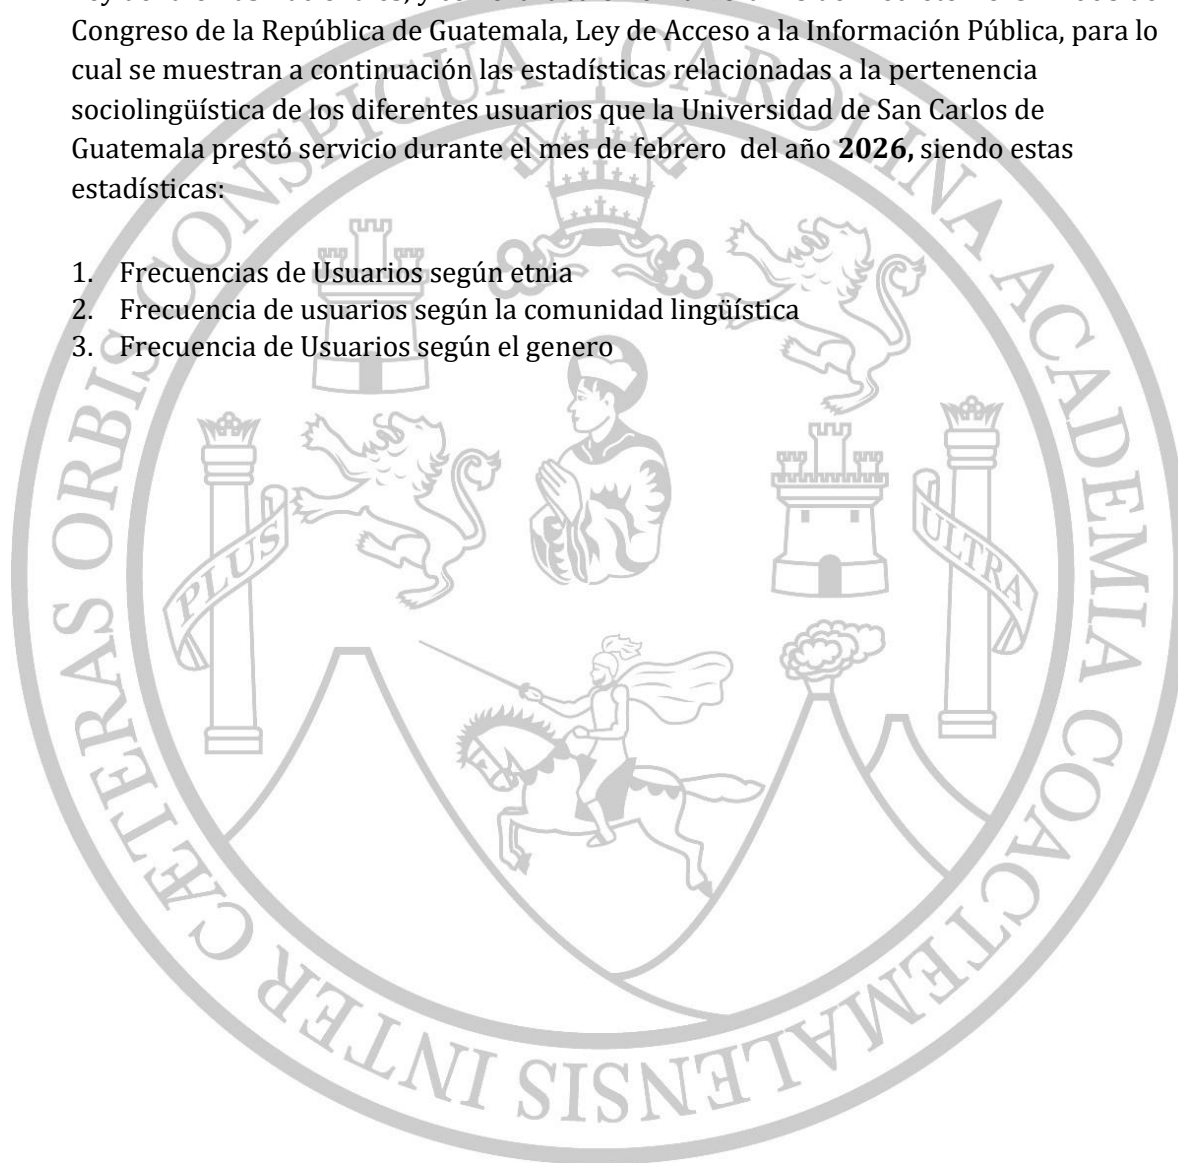 Congreso de la República de Guatemala, Ley de Acceso a la Información Pública, para lo
cual se muestran a continuación las estadísticas relacionadas a la pertenencia
sociolingüística de los diferentes usuarios que la Universidad de San Carlos de
Guatemala prestó servicio durante el mes de febrero del año 2026, siendo estas
estadísticas:
1. Frecuencias de Usuarios según etnia
2. Frecuencia de usuarios según la comunidad lingüística
3. Frecuencia de Usuarios según el genero
CAROLINA ACADEMIA COACTEMALENSIS INTER CÆTERAS ORBIS CONSPICUA
PLUS
ULTRA